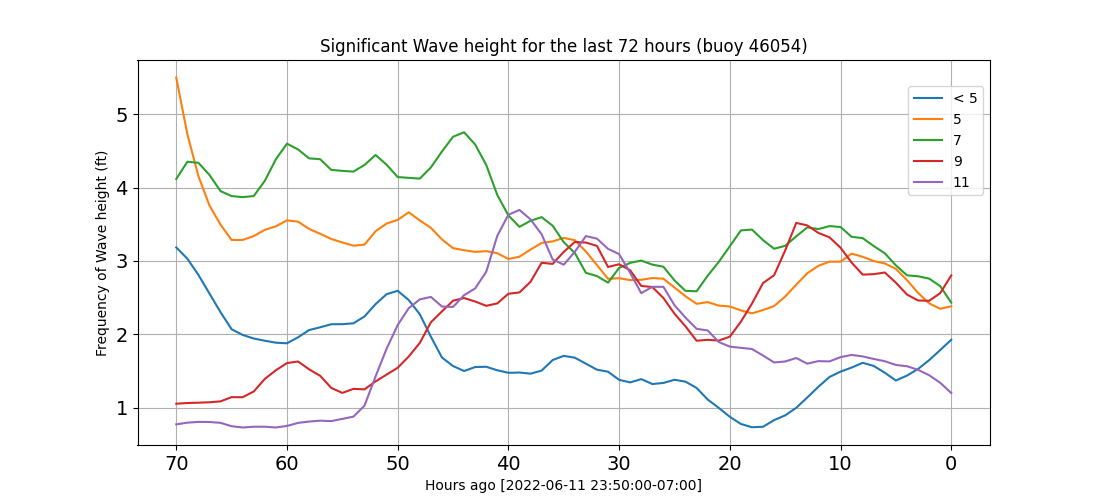 Significant Wave height for the last 72 hours (buoy 46054)
Frequency of Wave height (ft)
5
4
3
2
1
< 5
5
7
9
11
70 60 50 40 30 20 10 0
Hours ago [2022-06-11 23:50:00-07:00]